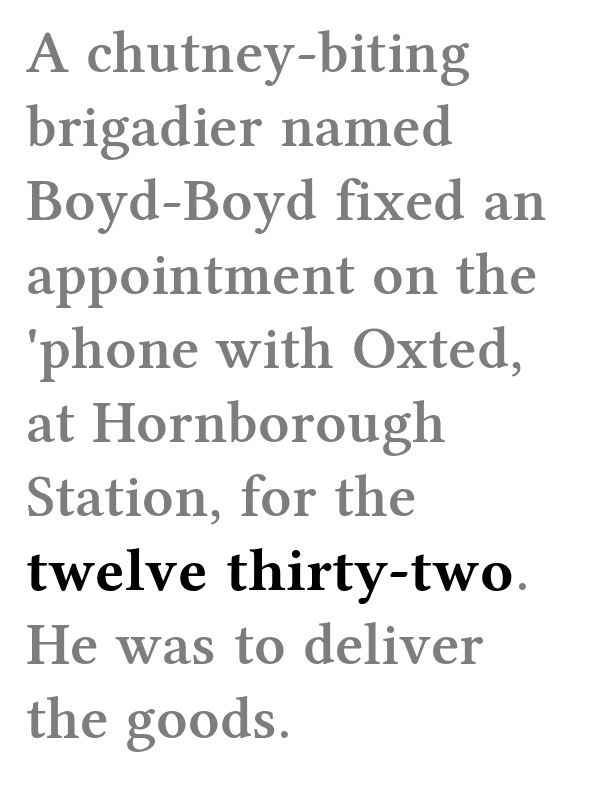 A chutney-biting
brigadier named
Boyd-Boyd fixed an
appointment on the
'phone with Oxted,
at Hornborough
Station, for the
twelve thirty-two.
He was to deliver
the goods.